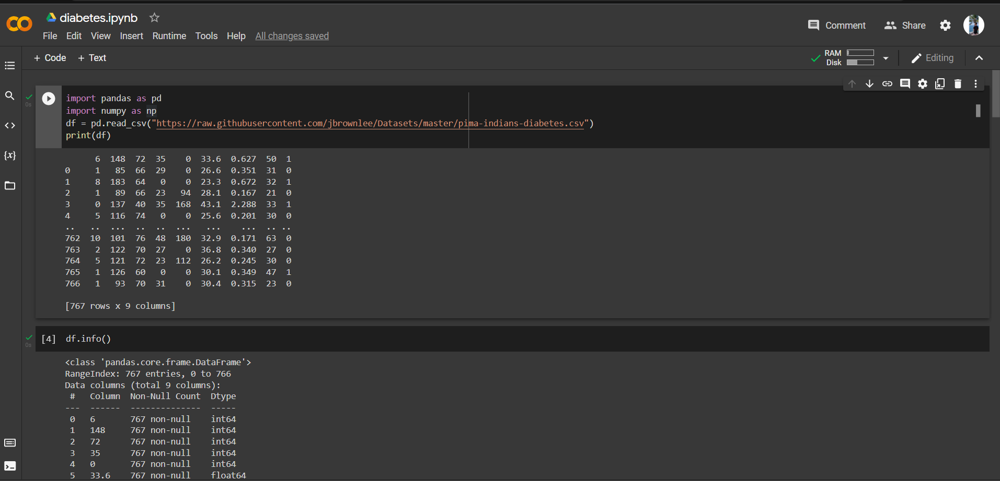 diabetes.ipynb
File Edit View Insert Runtime Tools Help All changes saved
Comment Share
+ Code + Text
RAM
Disk
Editing
0s
import pandas as pd
import numpy as np
df = pd.read_csv("https://raw.githubusercontent.com/jbrownlee/Datasets/master/pima-indians-diabetes.csv")
print(df)
6 148 72 35 0 33.6 0.627 50 1
0 1 85 66 29 0 26.6 0.351 31 0
1 8 183 64 0 0 23.3 0.672 32 1
2 1 89 66 23 94 28.1 0.167 21 0
3 0 137 40 35 168 43.1 2.288 33 1
4 5 116 74 0 0 25.6 0.201 30 0
.. .. ... .. .. ... ... ... .. ..
762 10 101 76 48 180 32.9 0.171 63 0
763 2 122 70 27 0 36.8 0.340 27 0
764 5 121 72 23 112 26.2 0.245 30 0
765 1 126 60 0 0 30.1 0.349 47 1
766 1 93 70 31 0 30.4 0.315 23 0
[767 rows x 9 columns]
0s
[4] df.info()
<class 'pandas.core.frame.DataFrame'>
RangeIndex: 767 entries, 0 to 766
Data columns (total 9 columns):
# Column Non-Null Count Dtype
--- ------ -------------- -----
0 6 767 non-null int64
1 148 767 non-null int64
2 72 767 non-null int64
3 35 767 non-null int64
4 0 767 non-null int64
5 33.6 767 non-null float64